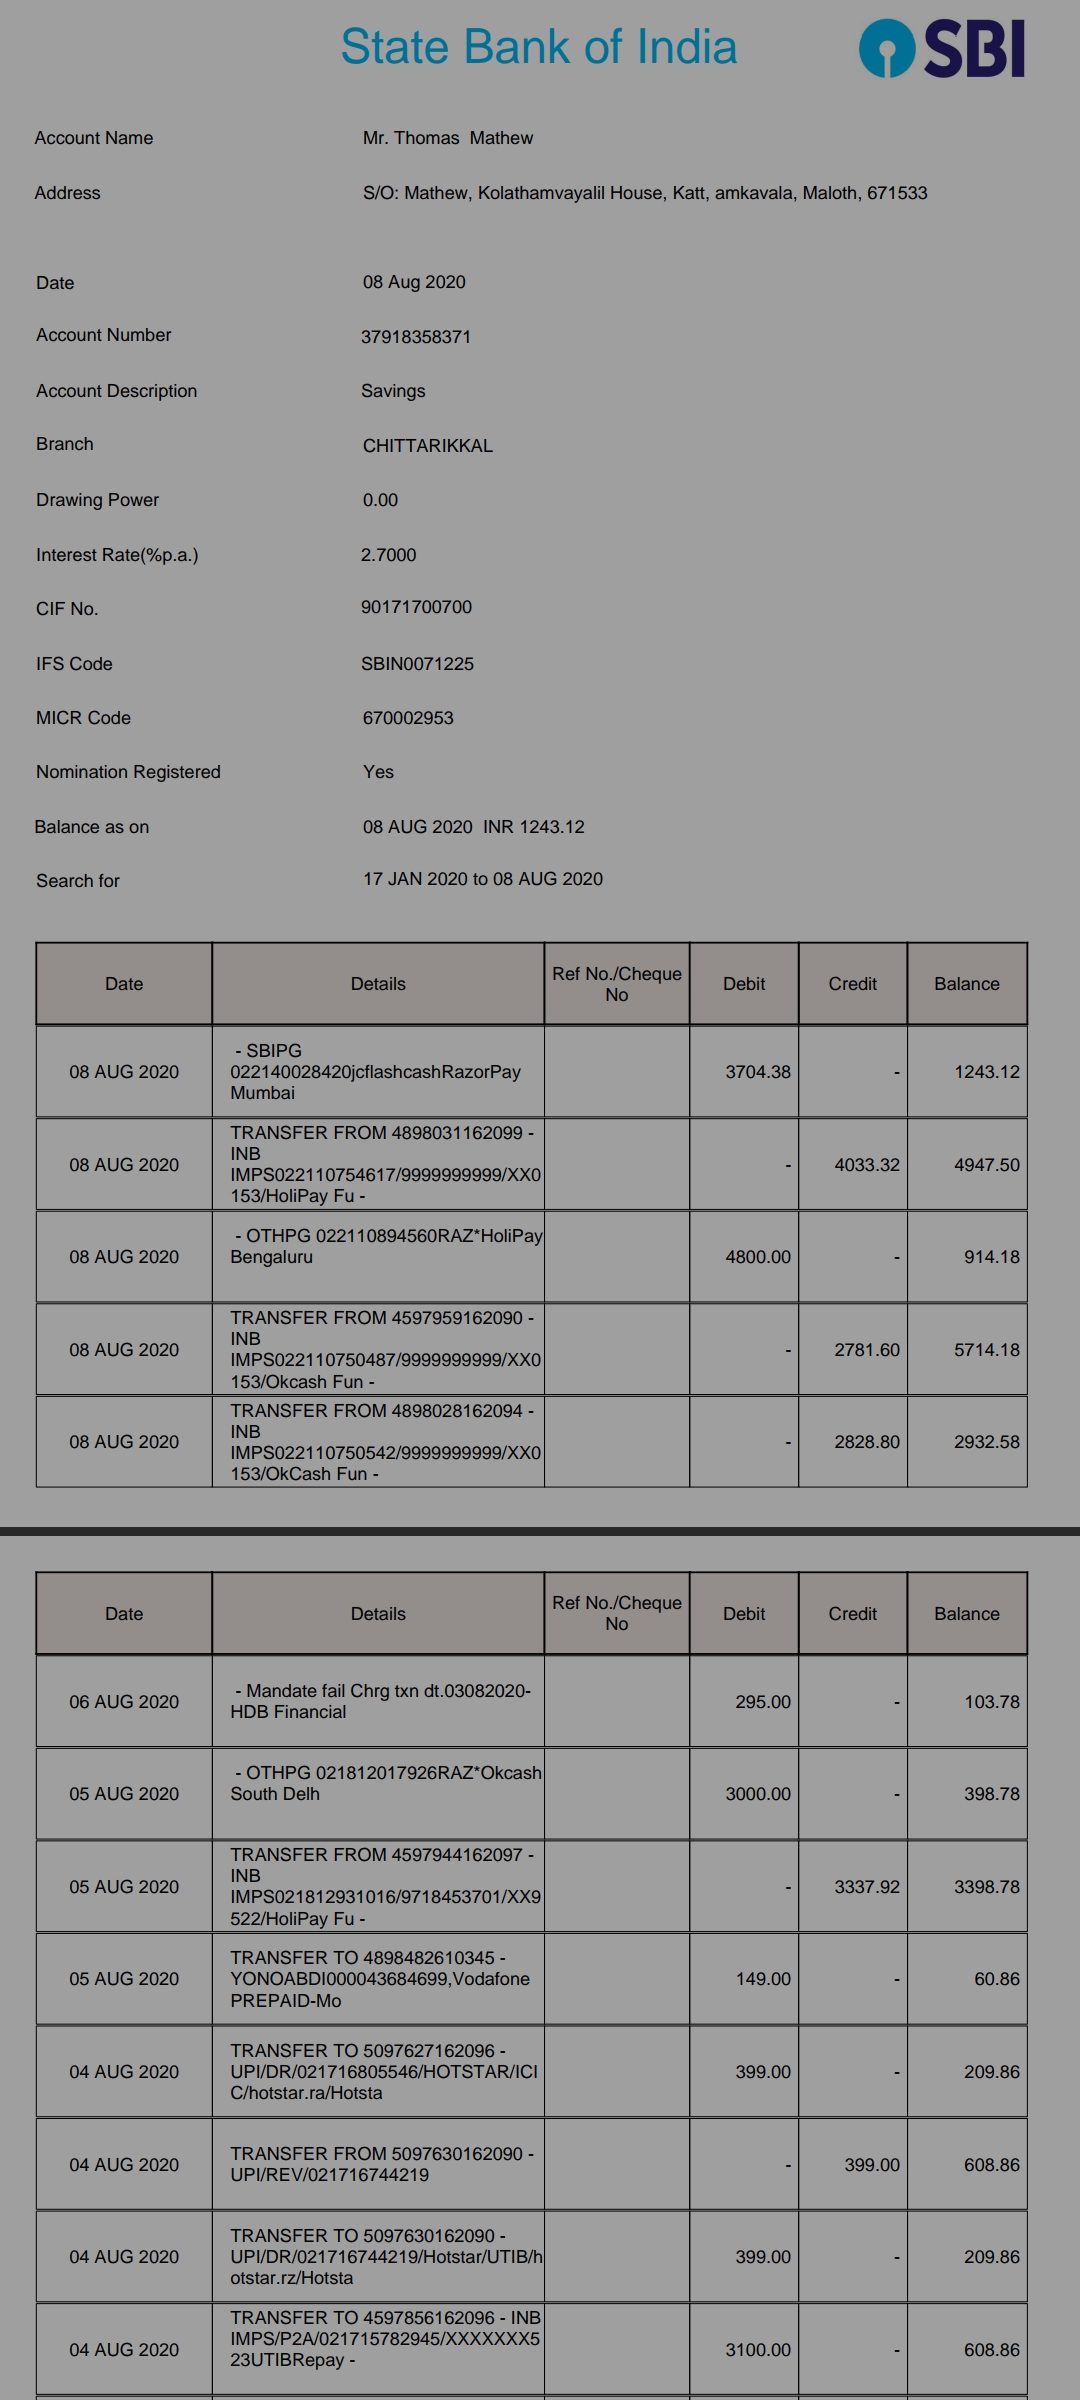 State Bank of India
SBI
Account Name Mr. Thomas  Mathew
Address S/O: Mathew, Kolathamvayalil House, Katt, amkavala, Maloth, 671533
Date 08 Aug 2020
Account Number 37918358371
Account Description Savings
Branch CHITTARIKKAL
Drawing Power 0.00
Interest Rate(%p.a.) 2.7000
CIF No. 90171700700
IFS Code SBIN0071225
MICR Code 670002953
Nomination Registered Yes
Balance as on 08 AUG 2020  INR 1243.12
Search for 17 JAN 2020 to 08 AUG 2020
Date Details Ref No./Cheque No Debit Credit Balance
- SBIPG
08 AUG 2020 022140028420jcflashcashRazorPay 3704.38 - 1243.12
Mumbai
TRANSFER FROM 4898031162099 -
INB
08 AUG 2020 IMPS022110754617/9999999999/XX0 - 4033.32 4947.50
153/HoliPay Fu -
- OTHPG 022110894560RAZ*HoliPay
08 AUG 2020 Bengaluru 4800.00 - 914.18
TRANSFER FROM 4597959162090 -
INB
08 AUG 2020 IMPS022110750487/9999999999/XX0 - 2781.60 5714.18
153/Okcash Fun -
TRANSFER FROM 4898028162094 -
INB
08 AUG 2020 IMPS022110750542/9999999999/XX0 - 2828.80 2932.58
153/OkCash Fun -
Date Details Ref No./Cheque No Debit Credit Balance
- Mandate fail Chrg txn dt.03082020-
06 AUG 2020 HDB Financial 295.00 - 103.78
- OTHPG 021812017926RAZ*Okcash
05 AUG 2020 South Delh 3000.00 - 398.78
TRANSFER FROM 4597944162097 -
INB
05 AUG 2020 IMPS021812931016/9718453701/XX9 - 3337.92 3398.78
522/HoliPay Fu -
TRANSFER TO 4898482610345 -
05 AUG 2020 YONOABDI000043684699,Vodafone 149.00 - 60.86
PREPAID-Mo
TRANSFER TO 5097627162096 -
04 AUG 2020 UPI/DR/021716805546/HOTSTAR/ICI 399.00 - 209.86
C/hotstar.ra/Hotsta
TRANSFER FROM 5097630162090 -
04 AUG 2020 UPI/REV/021716744219 - 399.00 608.86
TRANSFER TO 5097630162090 -
04 AUG 2020 UPI/DR/021716744219/Hotstar/UTIB/h 399.00 - 209.86
otstar.rz/Hotsta
TRANSFER TO 4597856162096 - INB
04 AUG 2020 IMPS/P2A/021715782945/XXXXXXX5 3100.00 - 608.86
23UTIBRepay -